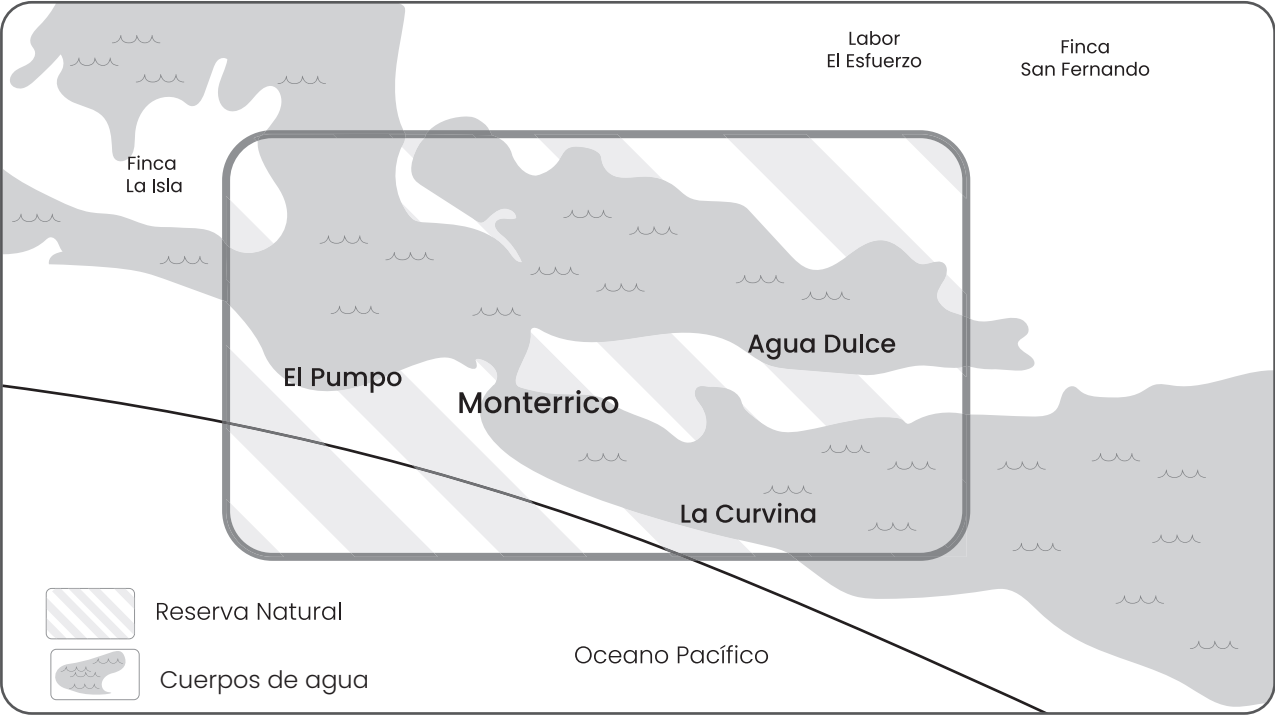 Labor
El Esfuerzo
Finca
San Fernando
Finca
La Isla
Agua Dulce
El Pumpo
Monterrico
La Curvina
Reserva Natural
Oceano Pacífico
Cuerpos de agua